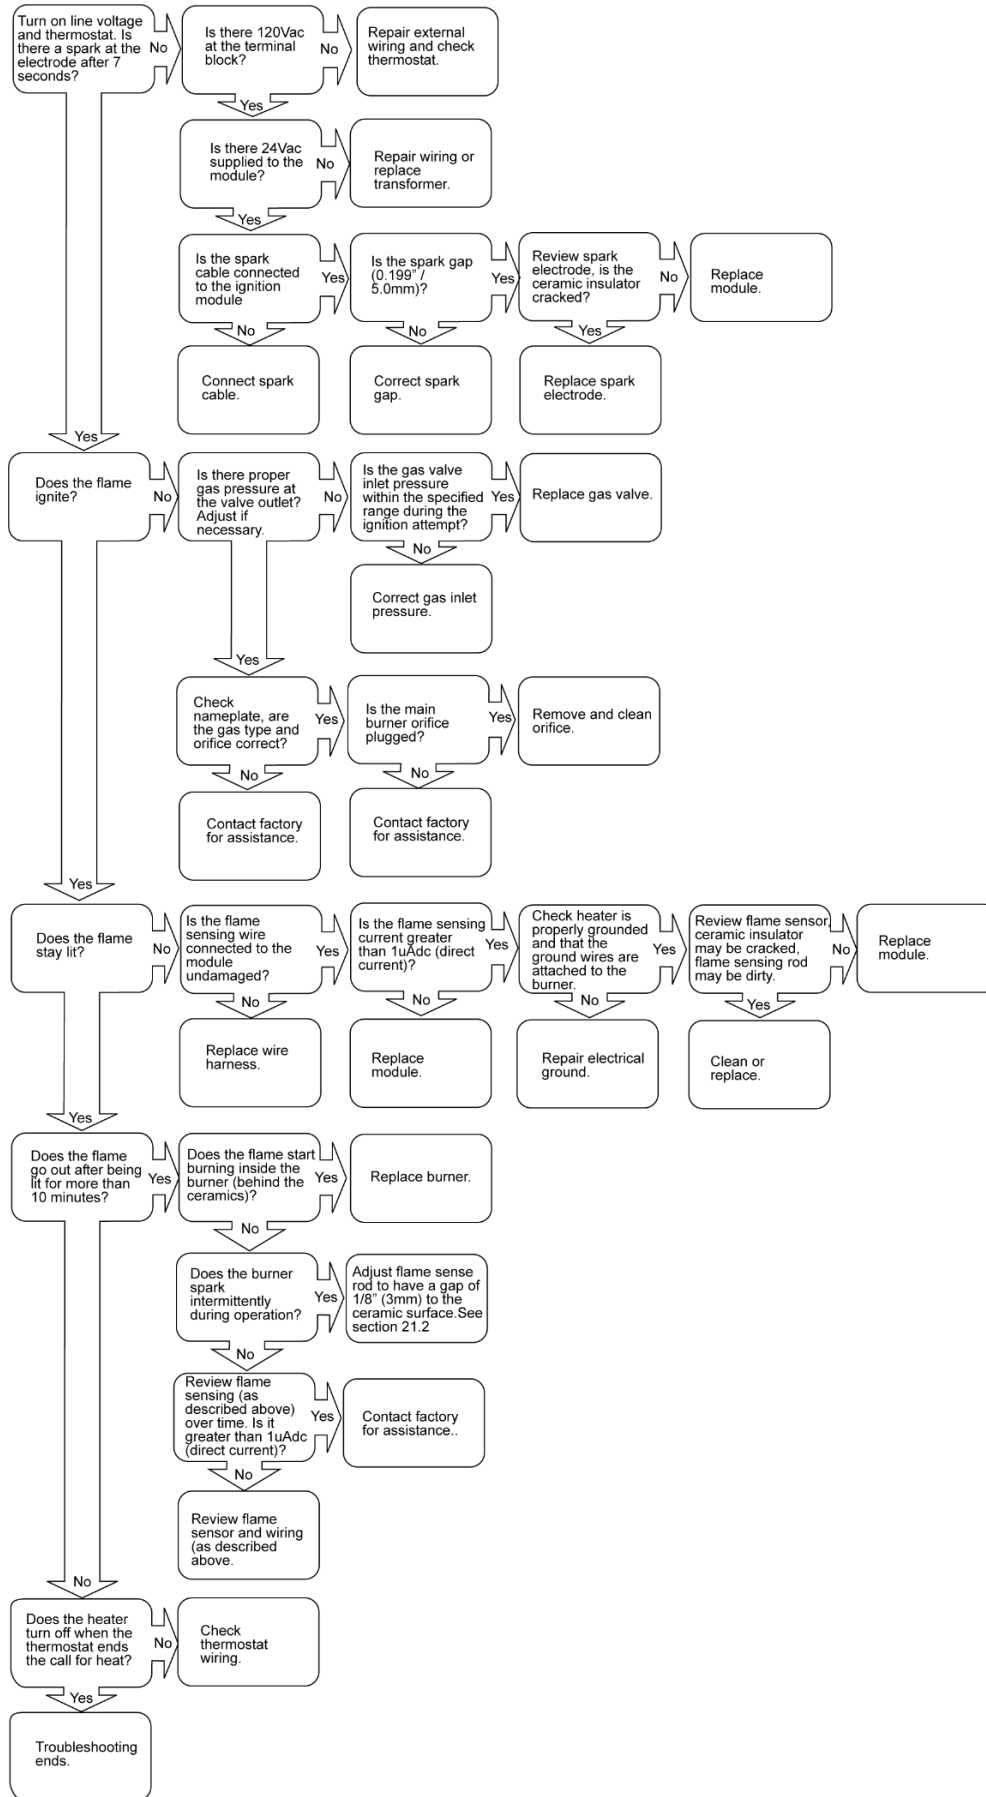 Turn on line voltage
and thermostat. Is
there a spark at the
electrode after 7
seconds?
No
Is there 120Vac
at the terminal
block?
No
Repair external
wiring and check
thermostat.
Yes
Is there 24Vac
supplied to the
module?
No
Repair wiring or
replace
transformer.
Yes
Is the spark
cable connected
to the ignition
module
Yes
Is the spark gap
(0.199" /
5.0mm)?
Yes
Review spark
electrode, is the
ceramic insulator
cracked?
No
Replace
module.
No
No
Yes
Connect spark
cable.
Correct spark
gap.
Replace spark
electrode.
Yes
Does the flame
ignite?
No
Is there proper
gas pressure at
the valve outlet?
Adjust if
necessary.
No
Is the gas valve
inlet pressure
within the specified
range during the
ignition attempt?
Yes
Replace gas valve.
No
Correct gas inlet
pressure.
Yes
Check
nameplate, are
the gas type and
orifice correct?
Yes
Is the main
burner orifice
plugged?
Yes
Remove and clean
orifice.
No
No
Contact factory
for assistance.
Contact factory
for assistance.
Yes
Does the flame
stay lit?
No
Is the flame
sensing wire
connected to the
module
undamaged?
Yes
Is the flame sensing
current greater
than 1uAdc (direct
current)?
Yes
Check heater is
properly grounded
and that the
ground wires are
attached to the
burner.
Yes
Review flame sensor,
ceramic insulator
may be cracked,
flame sensing rod
may be dirty.
No
Replace
module.
No
No
No
Yes
Replace wire
harness.
Replace
module.
Repair electrical
ground.
Clean or
replace.
Yes
Does the flame
go out after being
lit for more than
10 minutes?
Yes
Does the flame start
burning inside the
burner (behind the
ceramics)?
Yes
Replace burner.
No
Does the burner
spark
intermittently
during operation?
Yes
Adjust flame sense
rod to have a gap of
1/8" (3mm) to the
ceramic surface.See
section 21.2
No
Review flame
sensing (as
described above)
over time. Is it
greater than 1uAdc
(direct current)?
Yes
Contact factory
for assistance..
No
Review flame
sensor and wiring
(as described
above.
No
Does the heater
turn off when the
thermostat ends
the call for heat?
No
Check
thermostat
wiring.
Yes
Troubleshooting
ends.